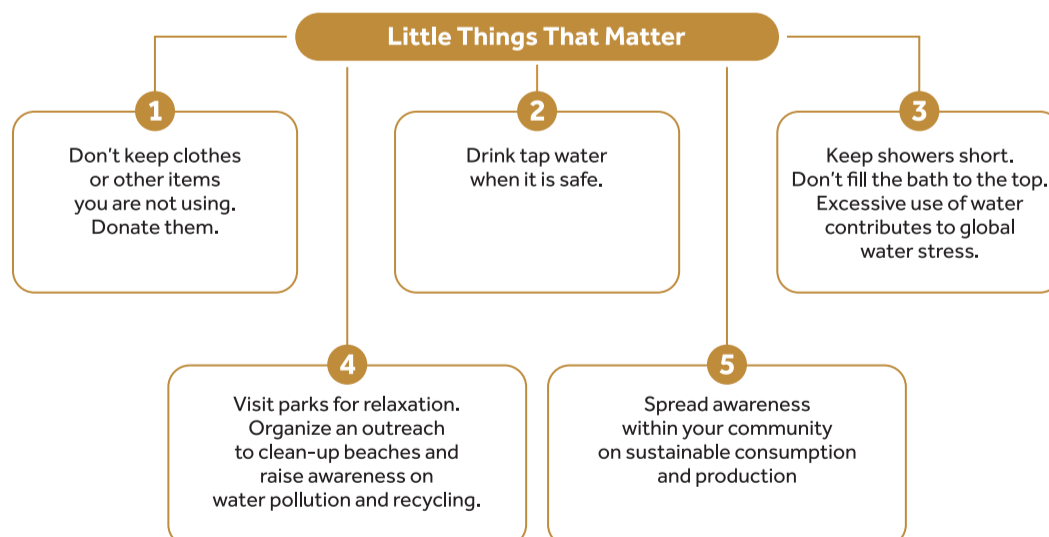 Little Things That Matter
1
Don't keep clothes
or other items
you are not using.
Donate them.
2
Drink tap water
when it is safe.
3
Keep showers short.
Don't fill the bath to the top.
Excessive use of water
contributes to global
water stress.
4
Visit parks for relaxation.
Organize an outreach
to clean-up beaches and
raise awareness on
water pollution and recycling.
5
Spread awareness
within your community
on sustainable consumption
and production